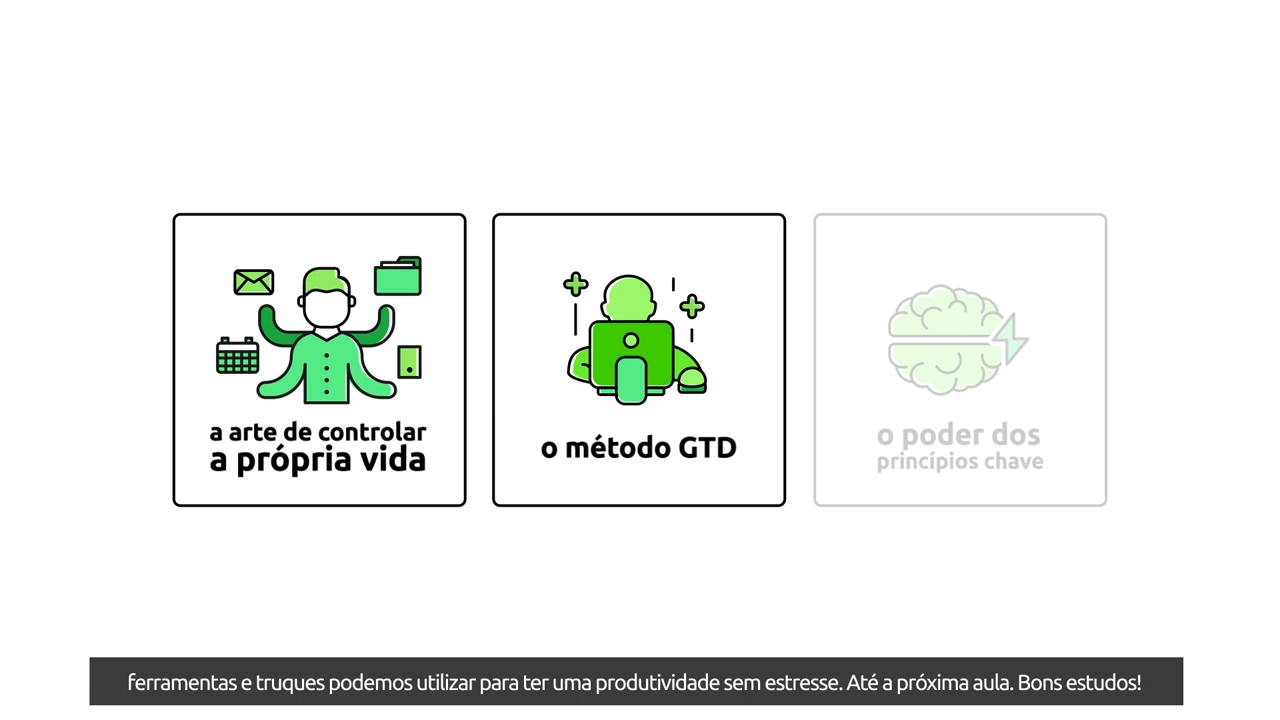 a arte de controlar
a própria vida
o método GTD
o poder dos
princípios chave
ferramentas e truques podemos utilizar para ter uma produtividade sem estresse. Até a próxima aula. Bons estudos!